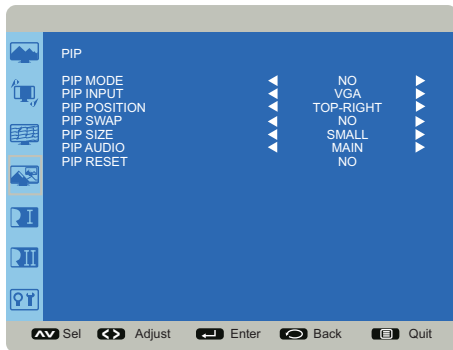 PIP
PIP MODE NO
PIP INPUT VGA
PIP POSITION TOP-RIGHT
PIP SWAP NO
PIP SIZE SMALL
PIP AUDIO MAIN
PIP RESET NO
I
II
Sel Adjust Enter Back Quit